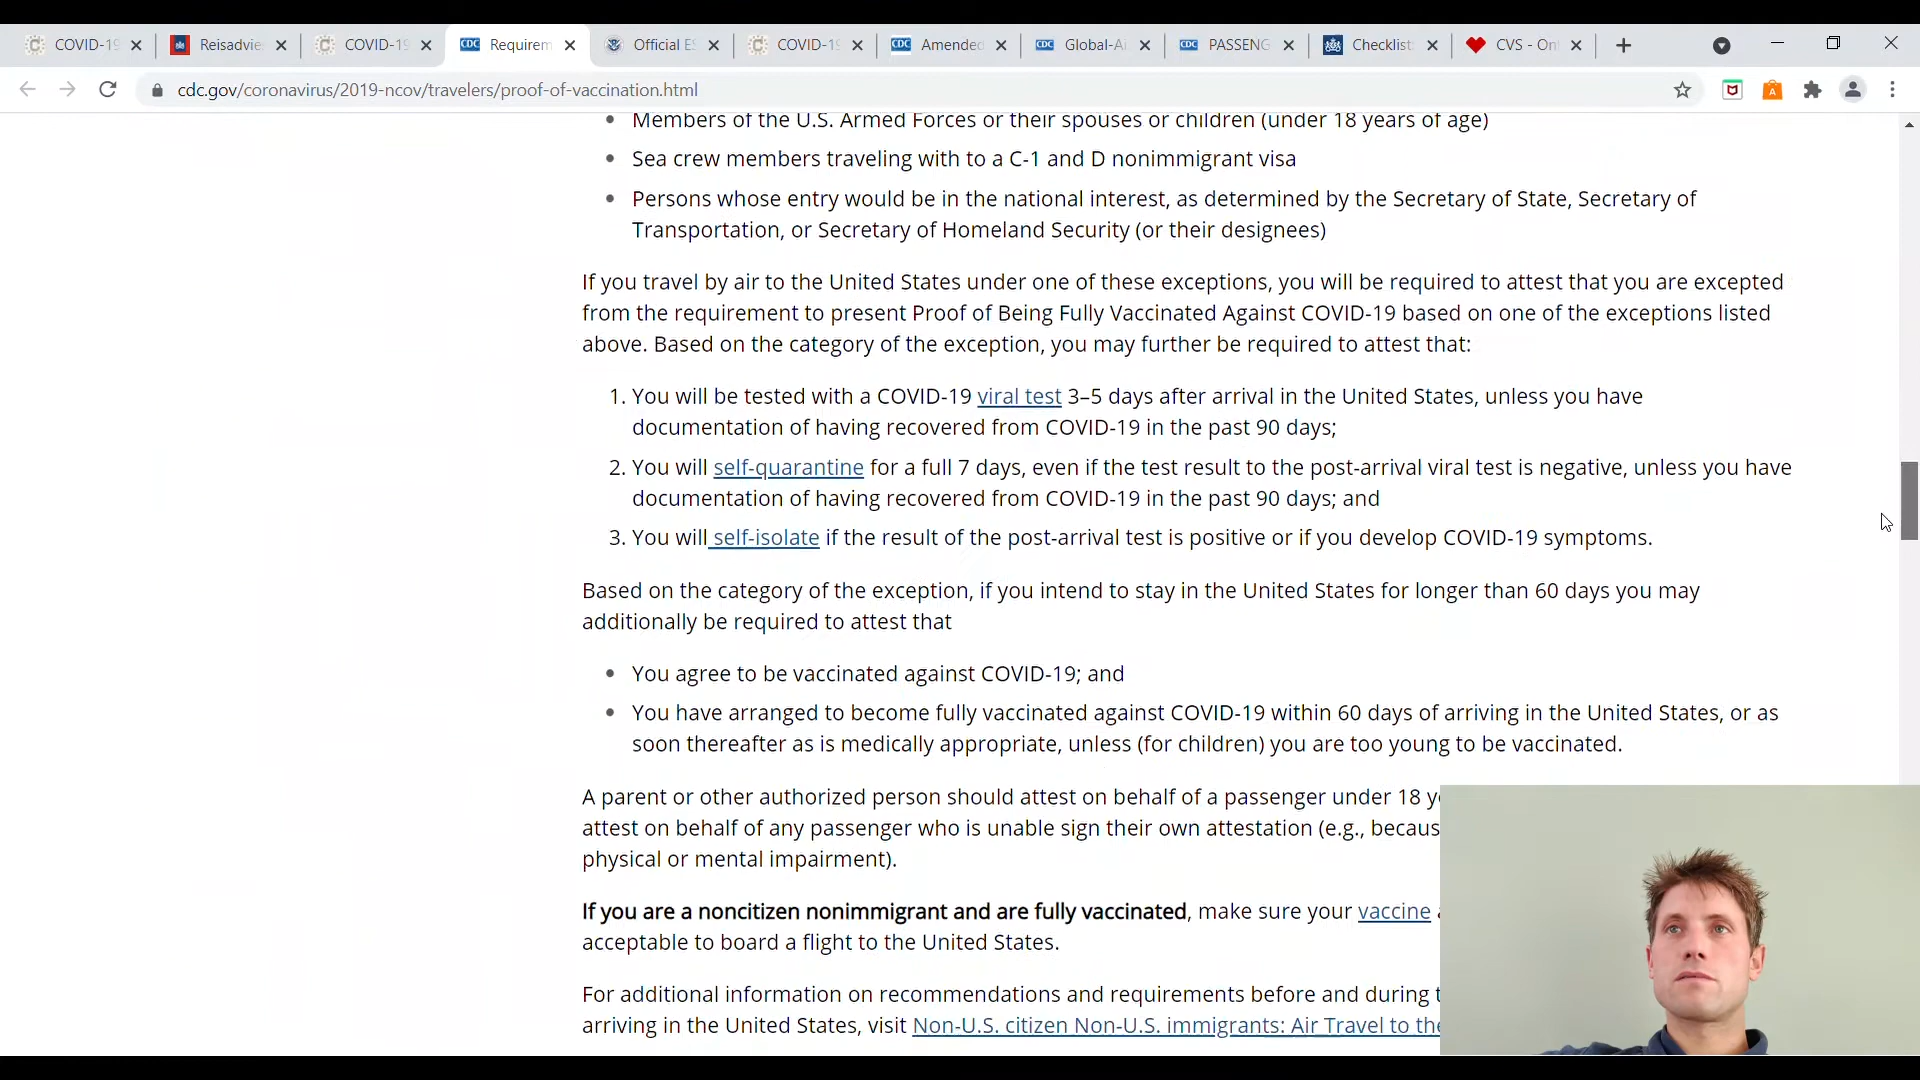 COVID-19
Reisadvie
COVID-19
CDC Requirem
Official ES
COVID-19
CDC Amended
CDC Global-Ai
CDC PASSENG
Checklist
CVS - On
cdc.gov/coronavirus/2019-ncov/travelers/proof-of-vaccination.html
A
Members of the U.S. Armed Forces or their spouses or children (under 18 years of age)
Sea crew members traveling with to a C-1 and D nonimmigrant visa
Persons whose entry would be in the national interest, as determined by the Secretary of State, Secretary of
Transportation, or Secretary of Homeland Security (or their designees)
If you travel by air to the United States under one of these exceptions, you will be required to attest that you are excepted
from the requirement to present Proof of Being Fully Vaccinated Against COVID-19 based on one of the exceptions listed
above. Based on the category of the exception, you may further be required to attest that:
1. You will be tested with a COVID-19 viral test 3–5 days after arrival in the United States, unless you have
documentation of having recovered from COVID-19 in the past 90 days;
2. You will self-quarantine for a full 7 days, even if the test result to the post-arrival viral test is negative, unless you have
documentation of having recovered from COVID-19 in the past 90 days; and
3. You will self-isolate if the result of the post-arrival test is positive or if you develop COVID-19 symptoms.
Based on the category of the exception, if you intend to stay in the United States for longer than 60 days you may
additionally be required to attest that
You agree to be vaccinated against COVID-19; and
You have arranged to become fully vaccinated against COVID-19 within 60 days of arriving in the United States, or as
soon thereafter as is medically appropriate, unless (for children) you are too young to be vaccinated.
A parent or other authorized person should attest on behalf of a passenger under 18 y
attest on behalf of any passenger who is unable sign their own attestation (e.g., becaus
physical or mental impairment).
If you are a noncitizen nonimmigrant and are fully vaccinated, make sure your vaccine
acceptable to board a flight to the United States.
For additional information on recommendations and requirements before and during t
arriving in the United States, visit Non-U.S. citizen Non-U.S. immigrants: Air Travel to the